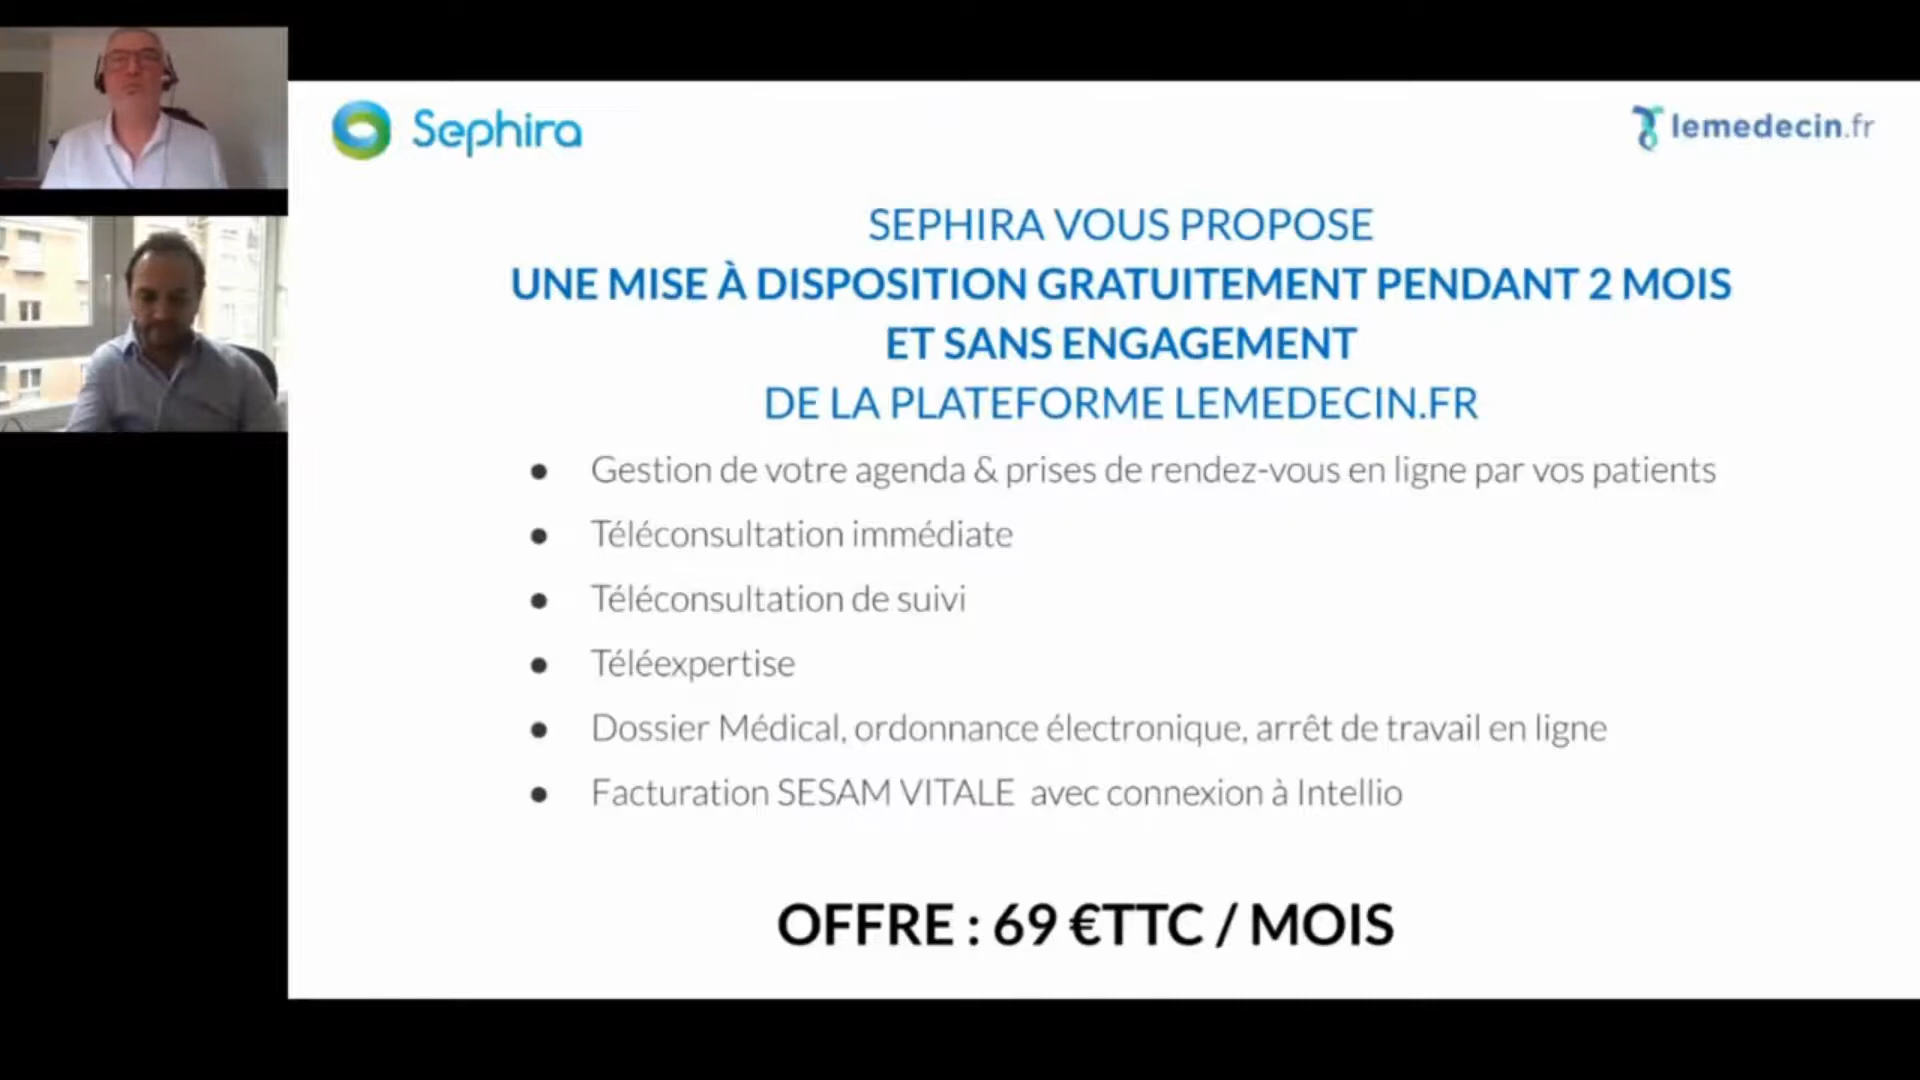 Sephira
lemedecin.fr
SEPHIRA VOUS PROPOSE
UNE MISE À DISPOSITION GRATUITEMENT PENDANT 2 MOIS
ET SANS ENGAGEMENT
DE LA PLATEFORME LEMEDECIN.FR
● Gestion de votre agenda & prises de rendez-vous en ligne par vos patients
● Téléconsultation immédiate
● Téléconsultation de suivi
● Téléexpertise
● Dossier Médical, ordonnance électronique, arrêt de travail en ligne
● Facturation SESAM VITALE avec connexion à Intellio
OFFRE : 69 €TTC / MOIS